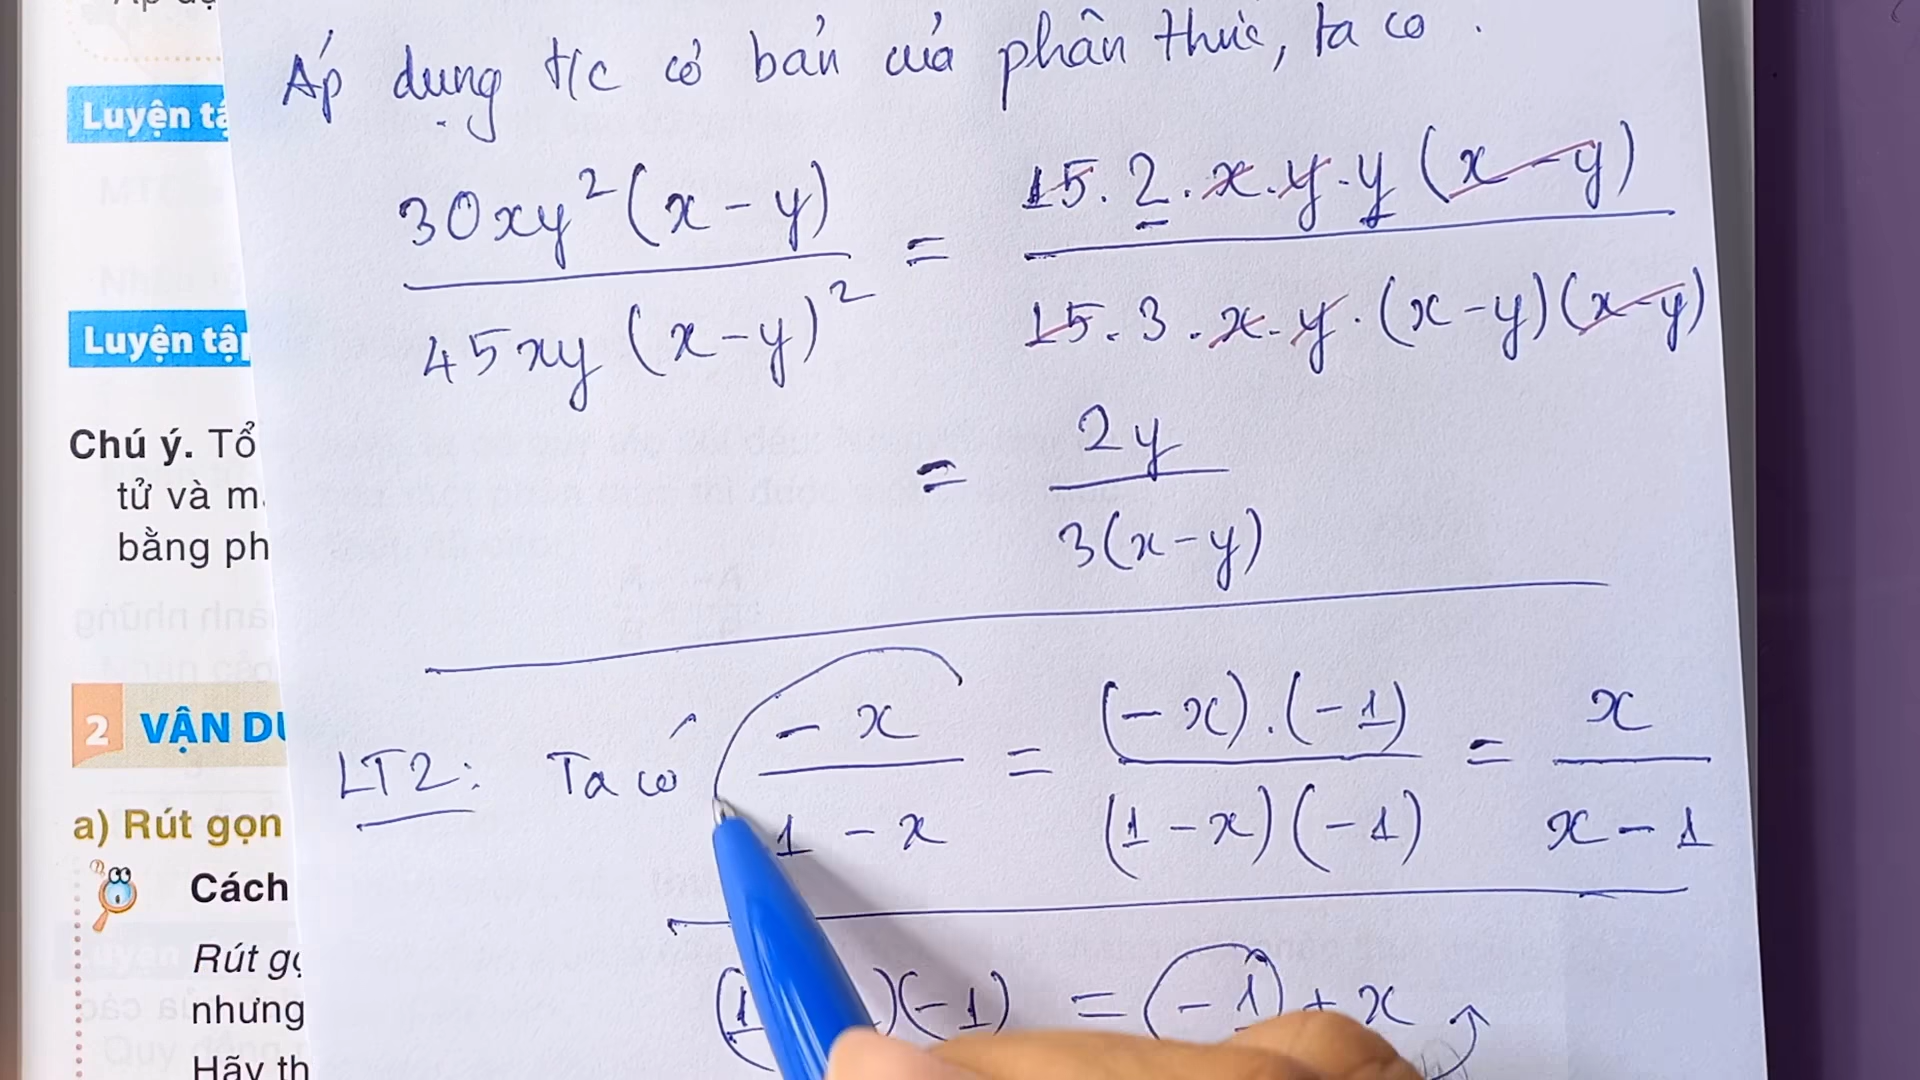 Áp dụng t/c cơ bản của phân thức, ta có.
30xy²(x-y) / 45xy(x-y)² = 15.2.x.y.y(x-y) / 15.3.x.y.(x-y)(x-y)
= 2y / 3(x-y)
LT2: Ta có -x / 1-x = (-x).(-1) / (1-x)(-1) = x / x-1
(-1) = (-1) + x
Luyện
Luyện tập
Chú ý. Tổ
tử và m
bằng ph
2 VẬN DỤ
a) Rút gọn
Cách
Rút gọ
nhưng
Hãy th